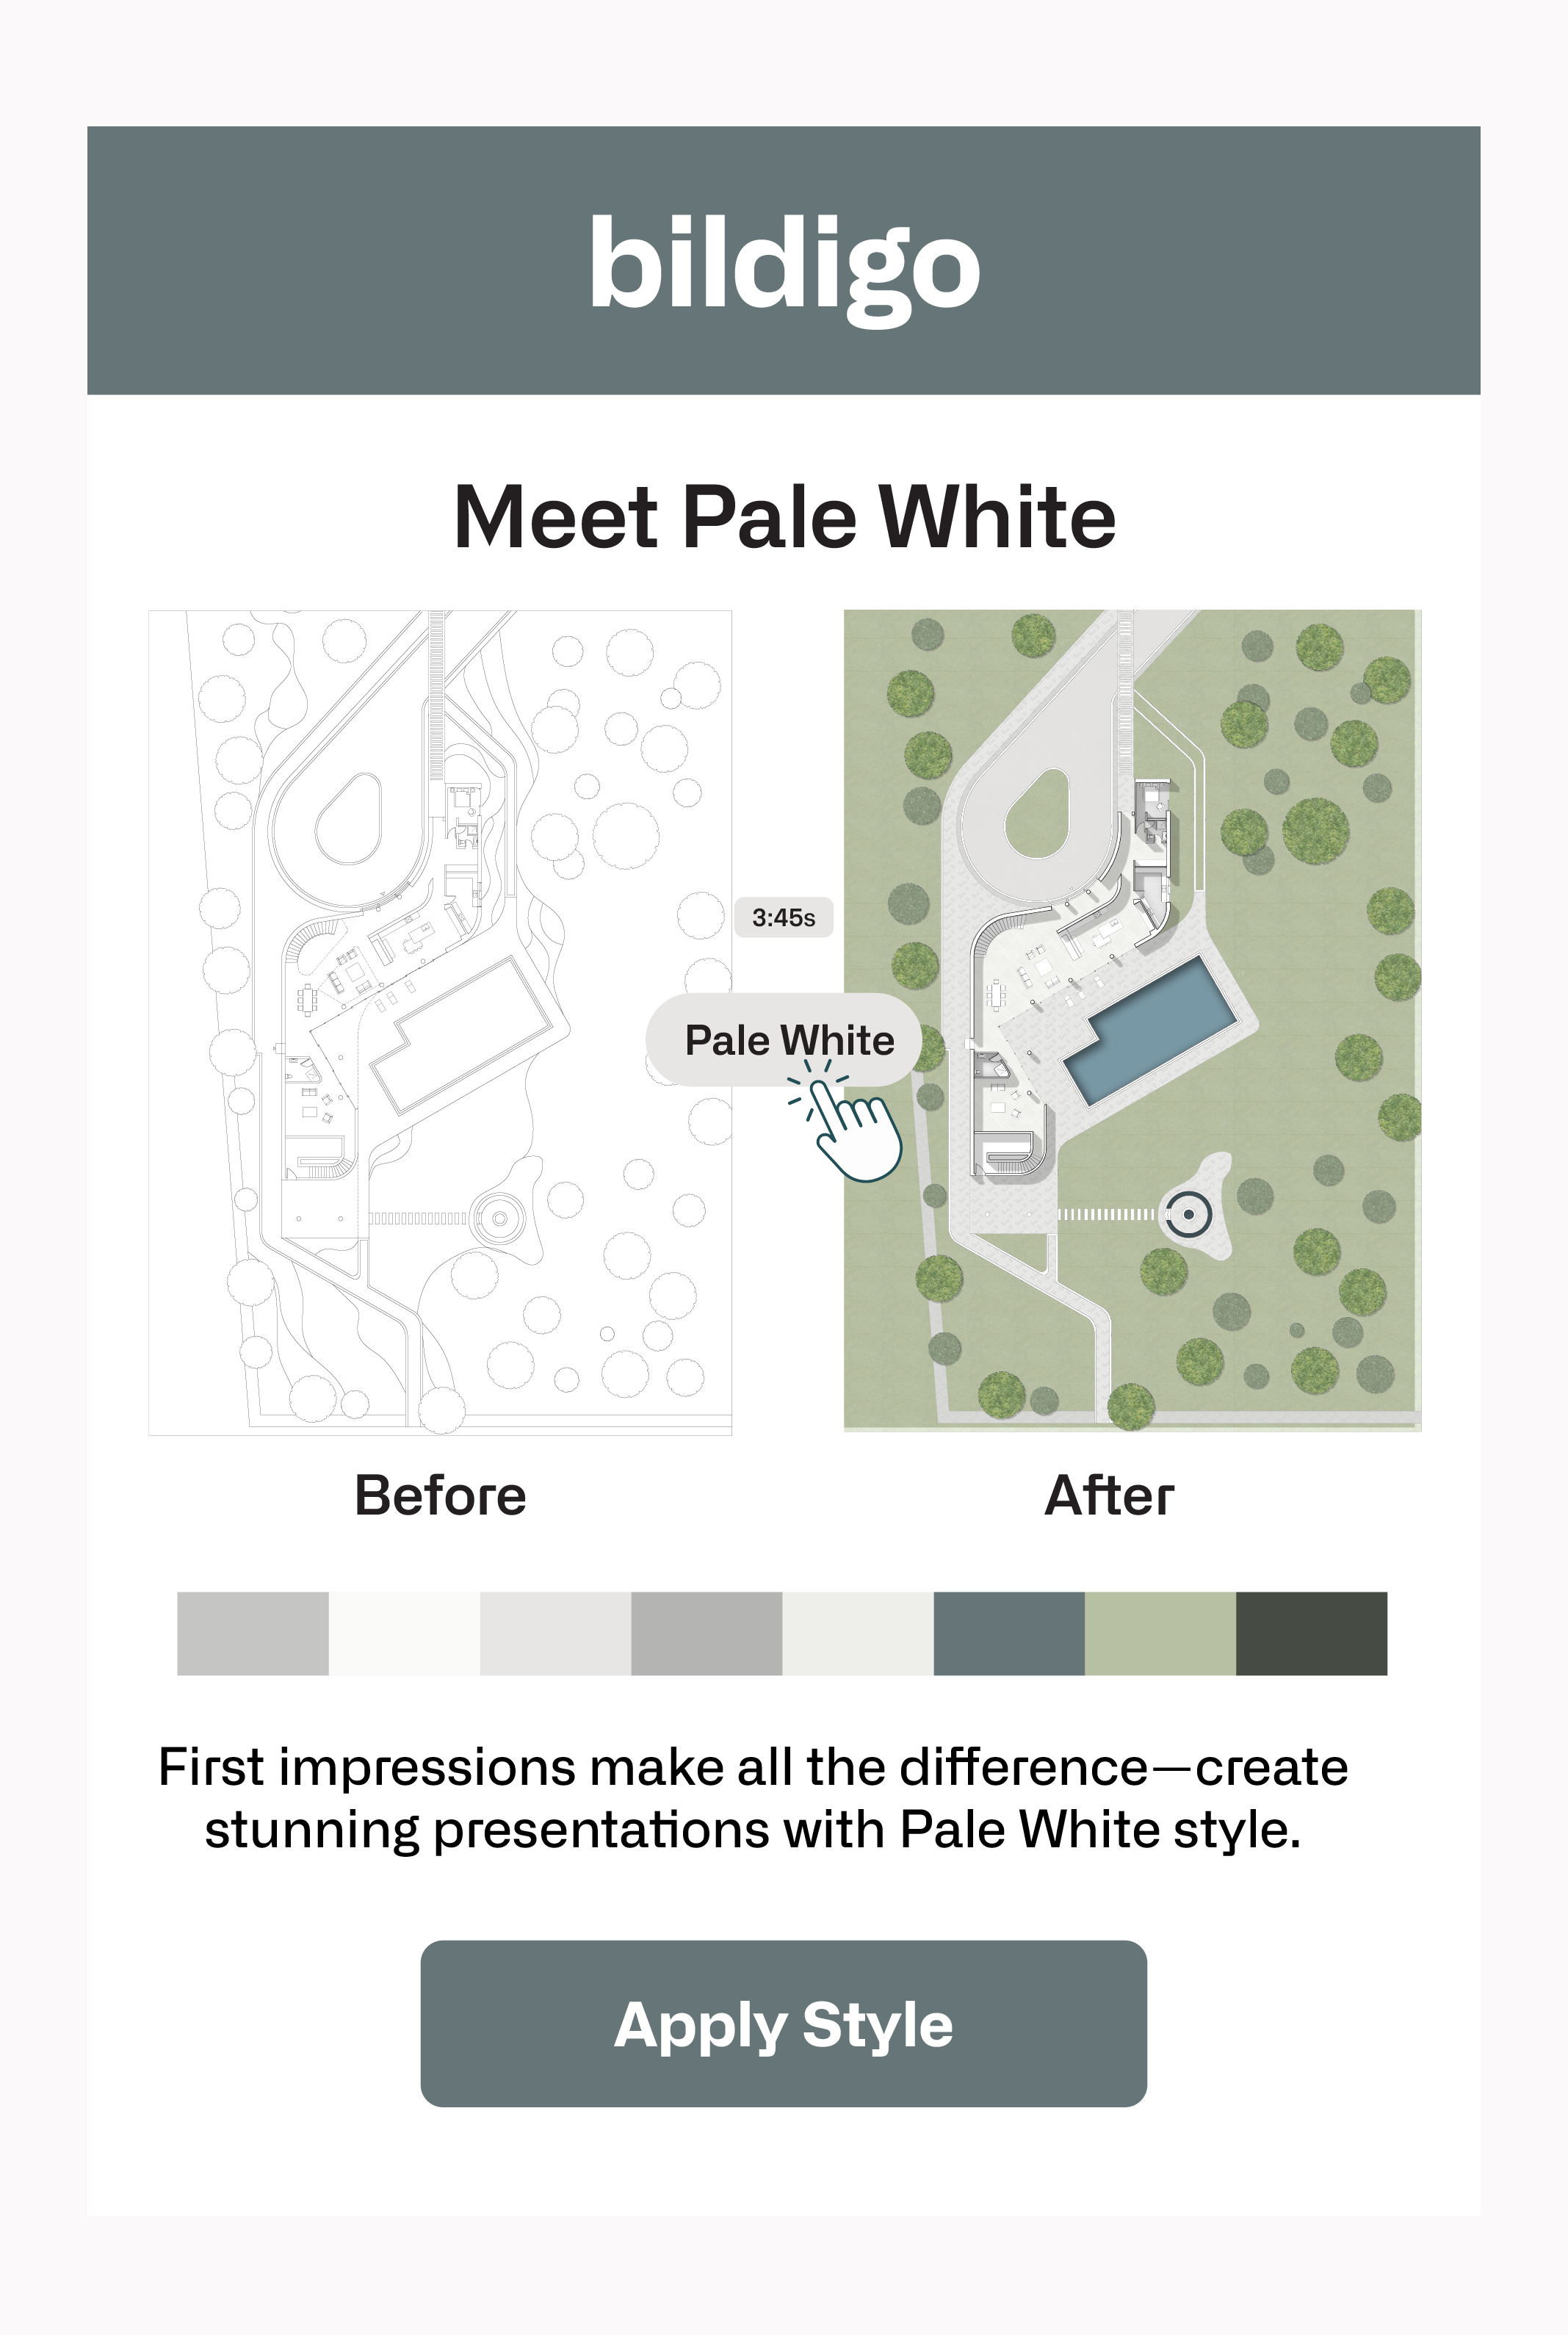 bildigo
Meet Pale White
3:45s
Pale White
Before
After
First impressions make all the difference—create
stunning presentations with Pale White style.
Apply Style